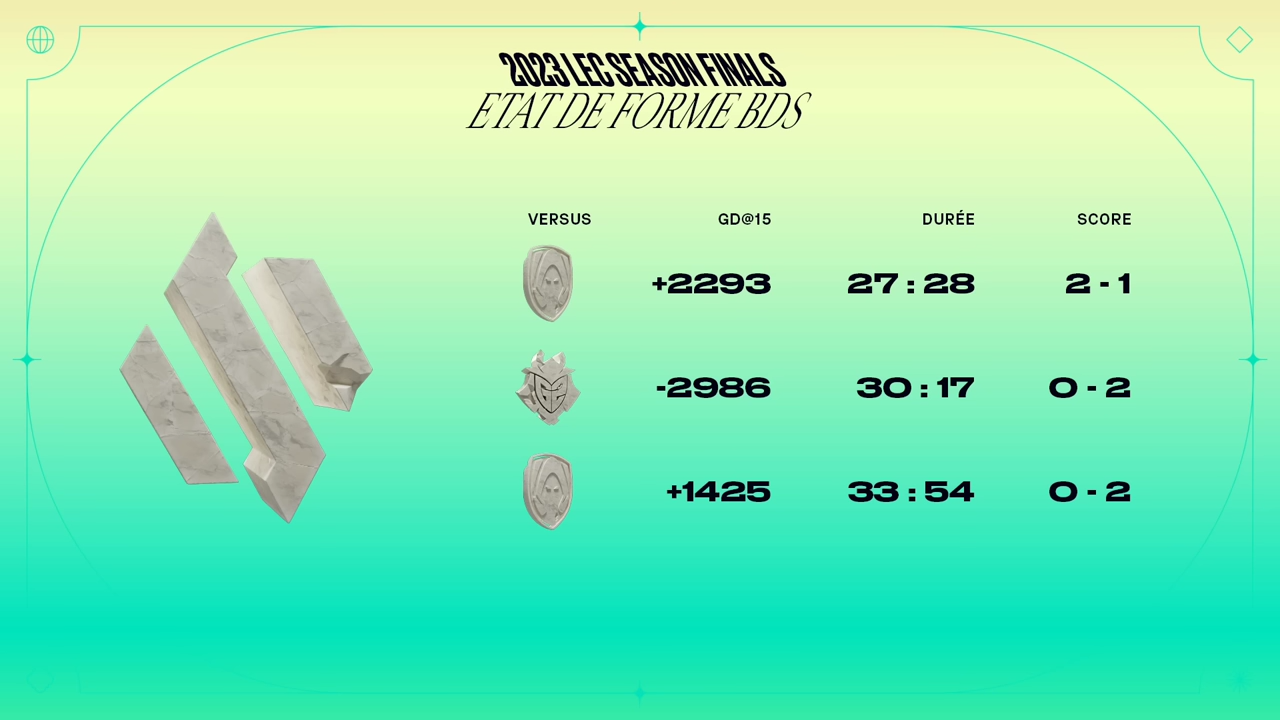 2023 LEC SEASON FINALS
ETAT DE FORME BDS
VERSUS GD@15 DURÉE SCORE
+2293 27 : 28 2 - 1
-2986 30 : 17 0 - 2
+1425 33 : 54 0 - 2